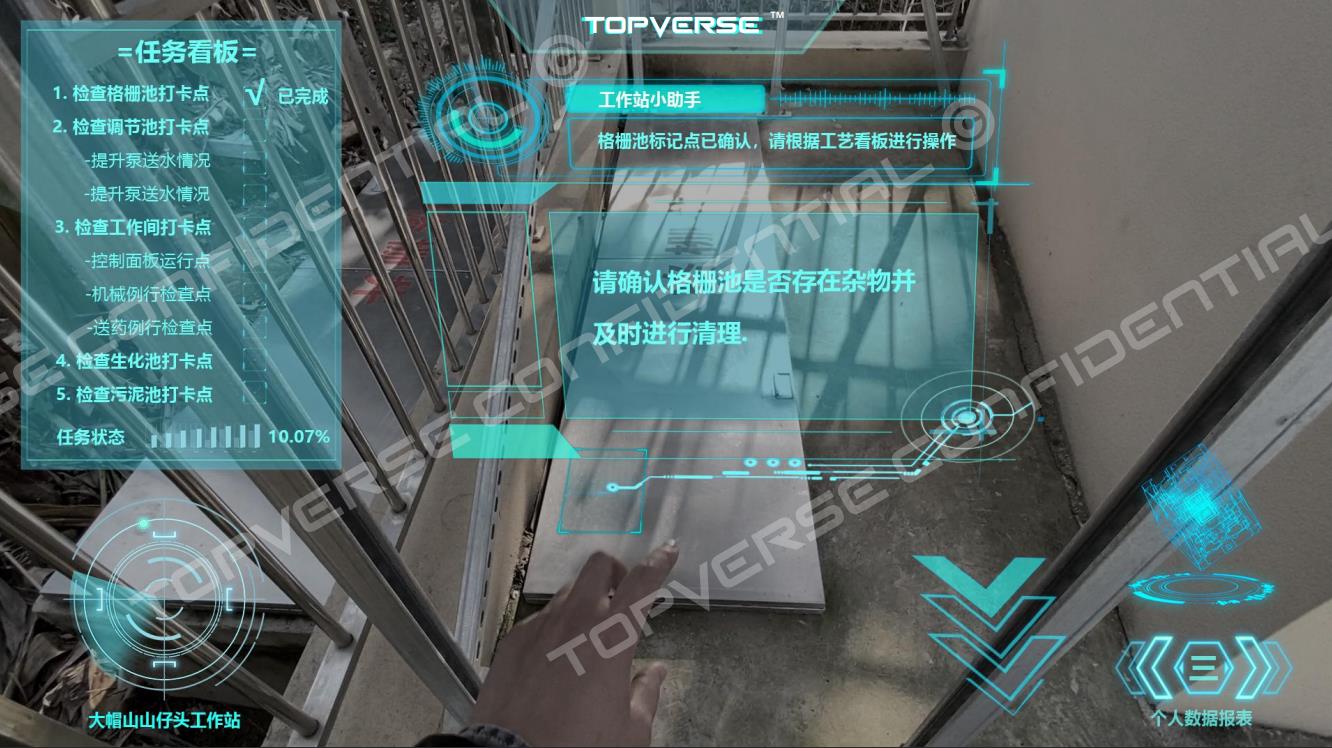 TOPVERSE™
=任务看板=
1. 检查格栅池打卡点 √ 已完成
2. 检查调节池打卡点
-提升泵送水情况
-提升泵送水情况
3. 检查工作间打卡点
-控制面板运行点
-机械例行检查点
-送药例行检查点
4. 检查生化池打卡点
5. 检查污泥池打卡点
任务状态 10.07%
工作站小助手
格栅池标记点已确认，请根据工艺看板进行操作
请确认格栅池是否存在杂物并
及时进行清理.
大帽山山仔头工作站
三
个人数据报表
TOPVERSE CONFIDENTIAL ©
TOPVERSE CONFIDENTIAL ©
TOPVERSE CONFIDENTIAL